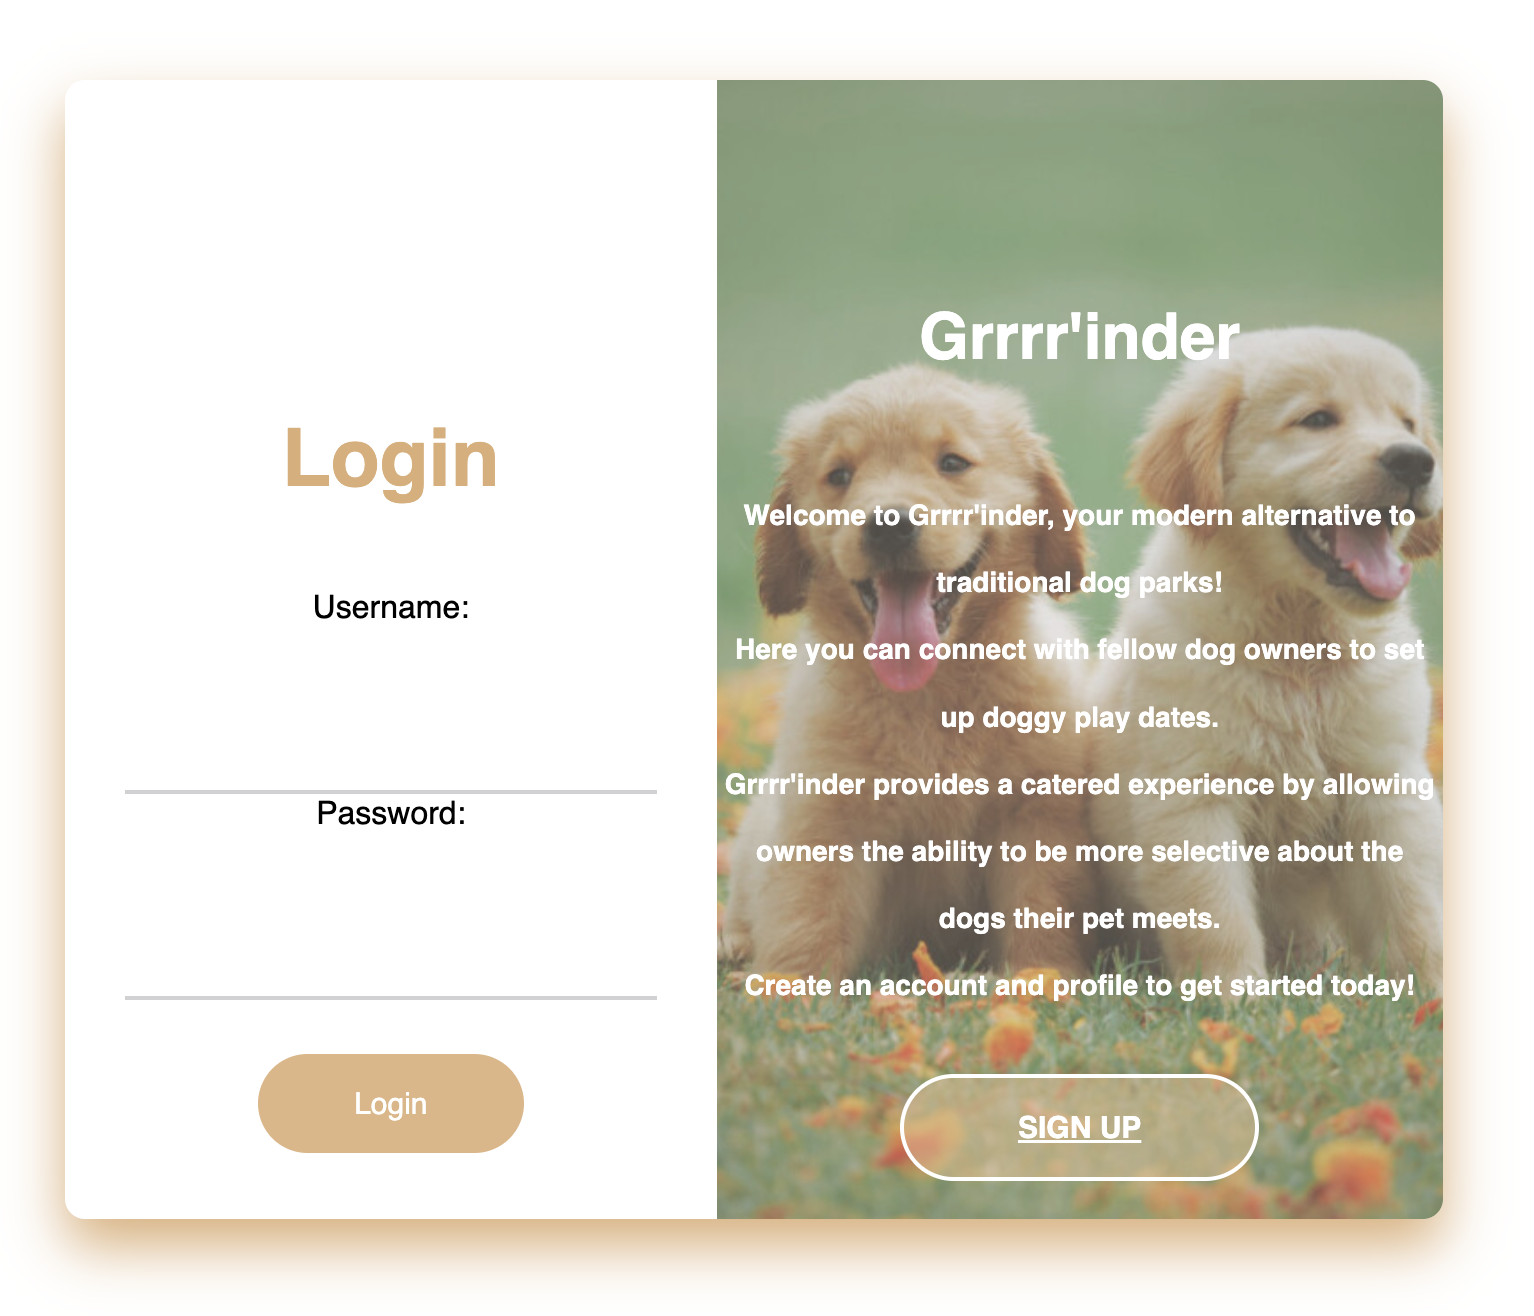 Login
Username:
Password:
Login
Grrrr'inder
Welcome to Grrrr'inder, your modern alternative to
traditional dog parks!
Here you can connect with fellow dog owners to set
up doggy play dates.
Grrrr'inder provides a catered experience by allowing
owners the ability to be more selective about the
dogs their pet meets.
Create an account and profile to get started today!
SIGN UP